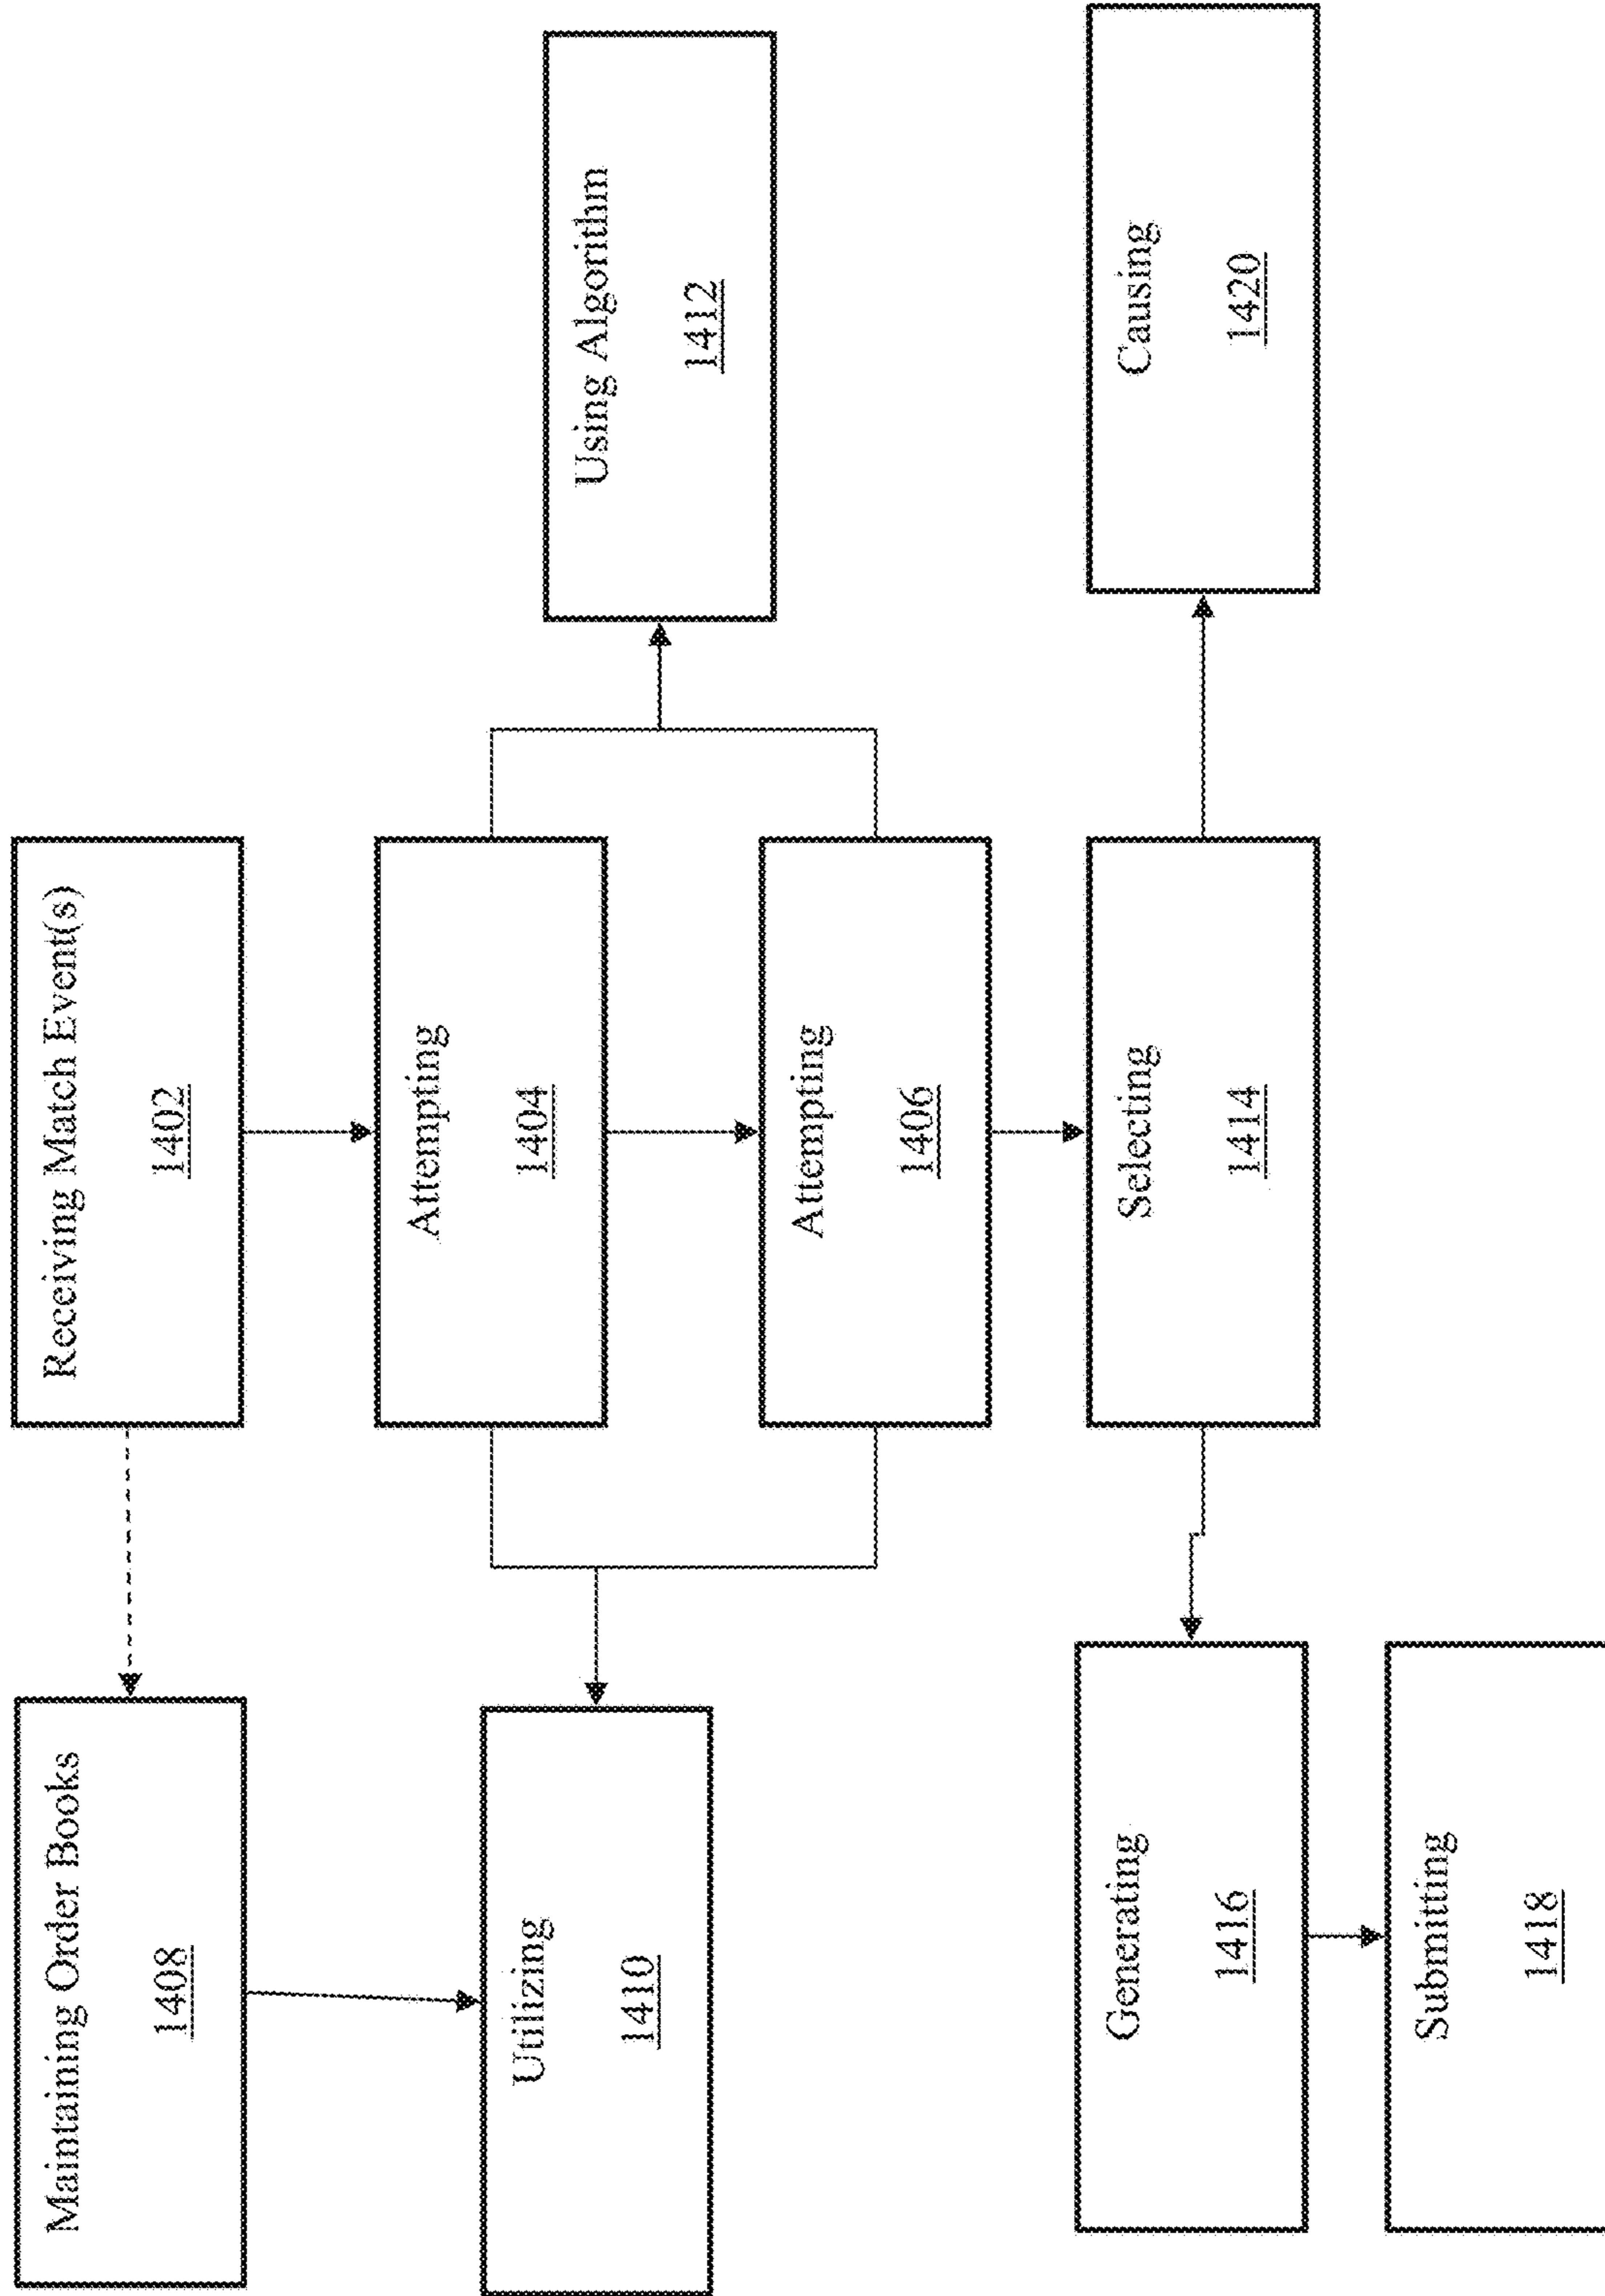 Receiving Match Event(s)
1402
Maintaining Order Books
1408
Attempting
1404
Utilizing
1410
Using Algorithm
1412
Attempting
1406
Selecting
1414
Generating
1416
Submitting
1418
Causing
1420